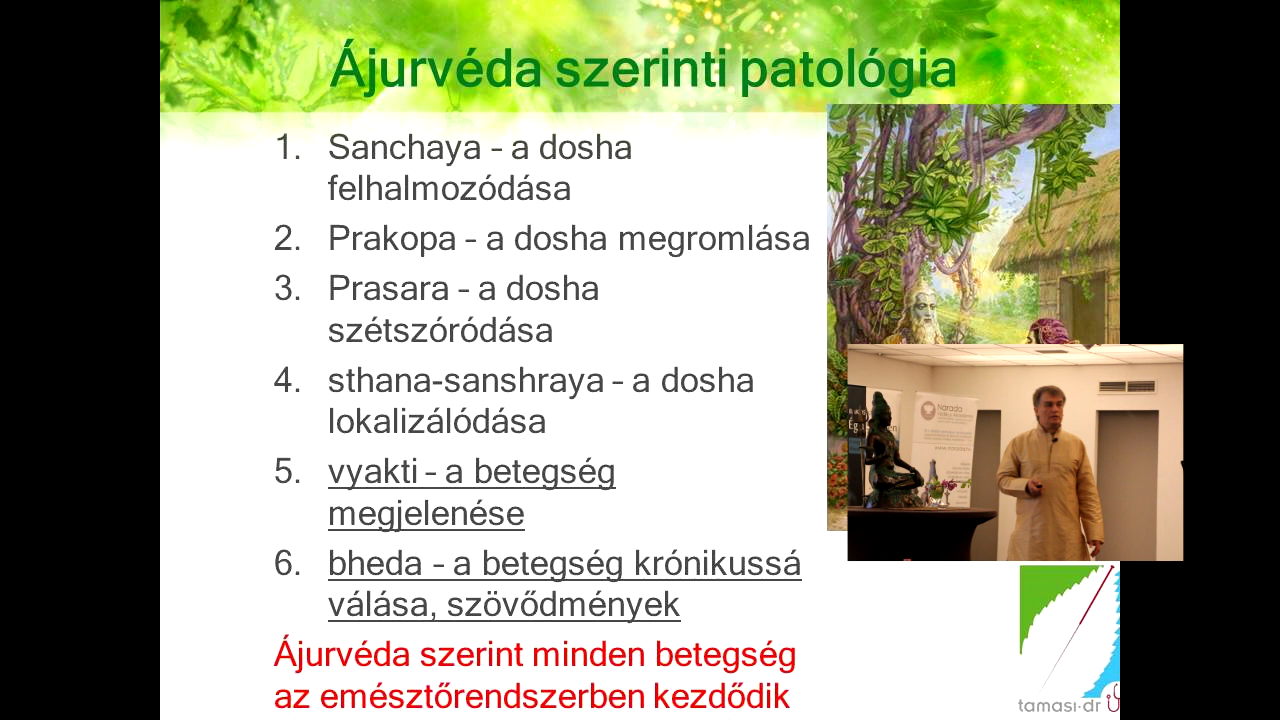 Ájurvéda szerinti patológia
1. Sanchaya – a dosha
felhalmozódása
2. Prakopa – a dosha megromlása
3. Prasara – a dosha
szétszóródása
4. sthana-sanshraya – a dosha
lokalizálódása
5. vyakti – a betegség
megjelenése
6. bheda – a betegség krónikussá
válása, szövődmények
Ájurvéda szerint minden betegség
az emésztőrendszerben kezdődik
Narada
tamasi·dr